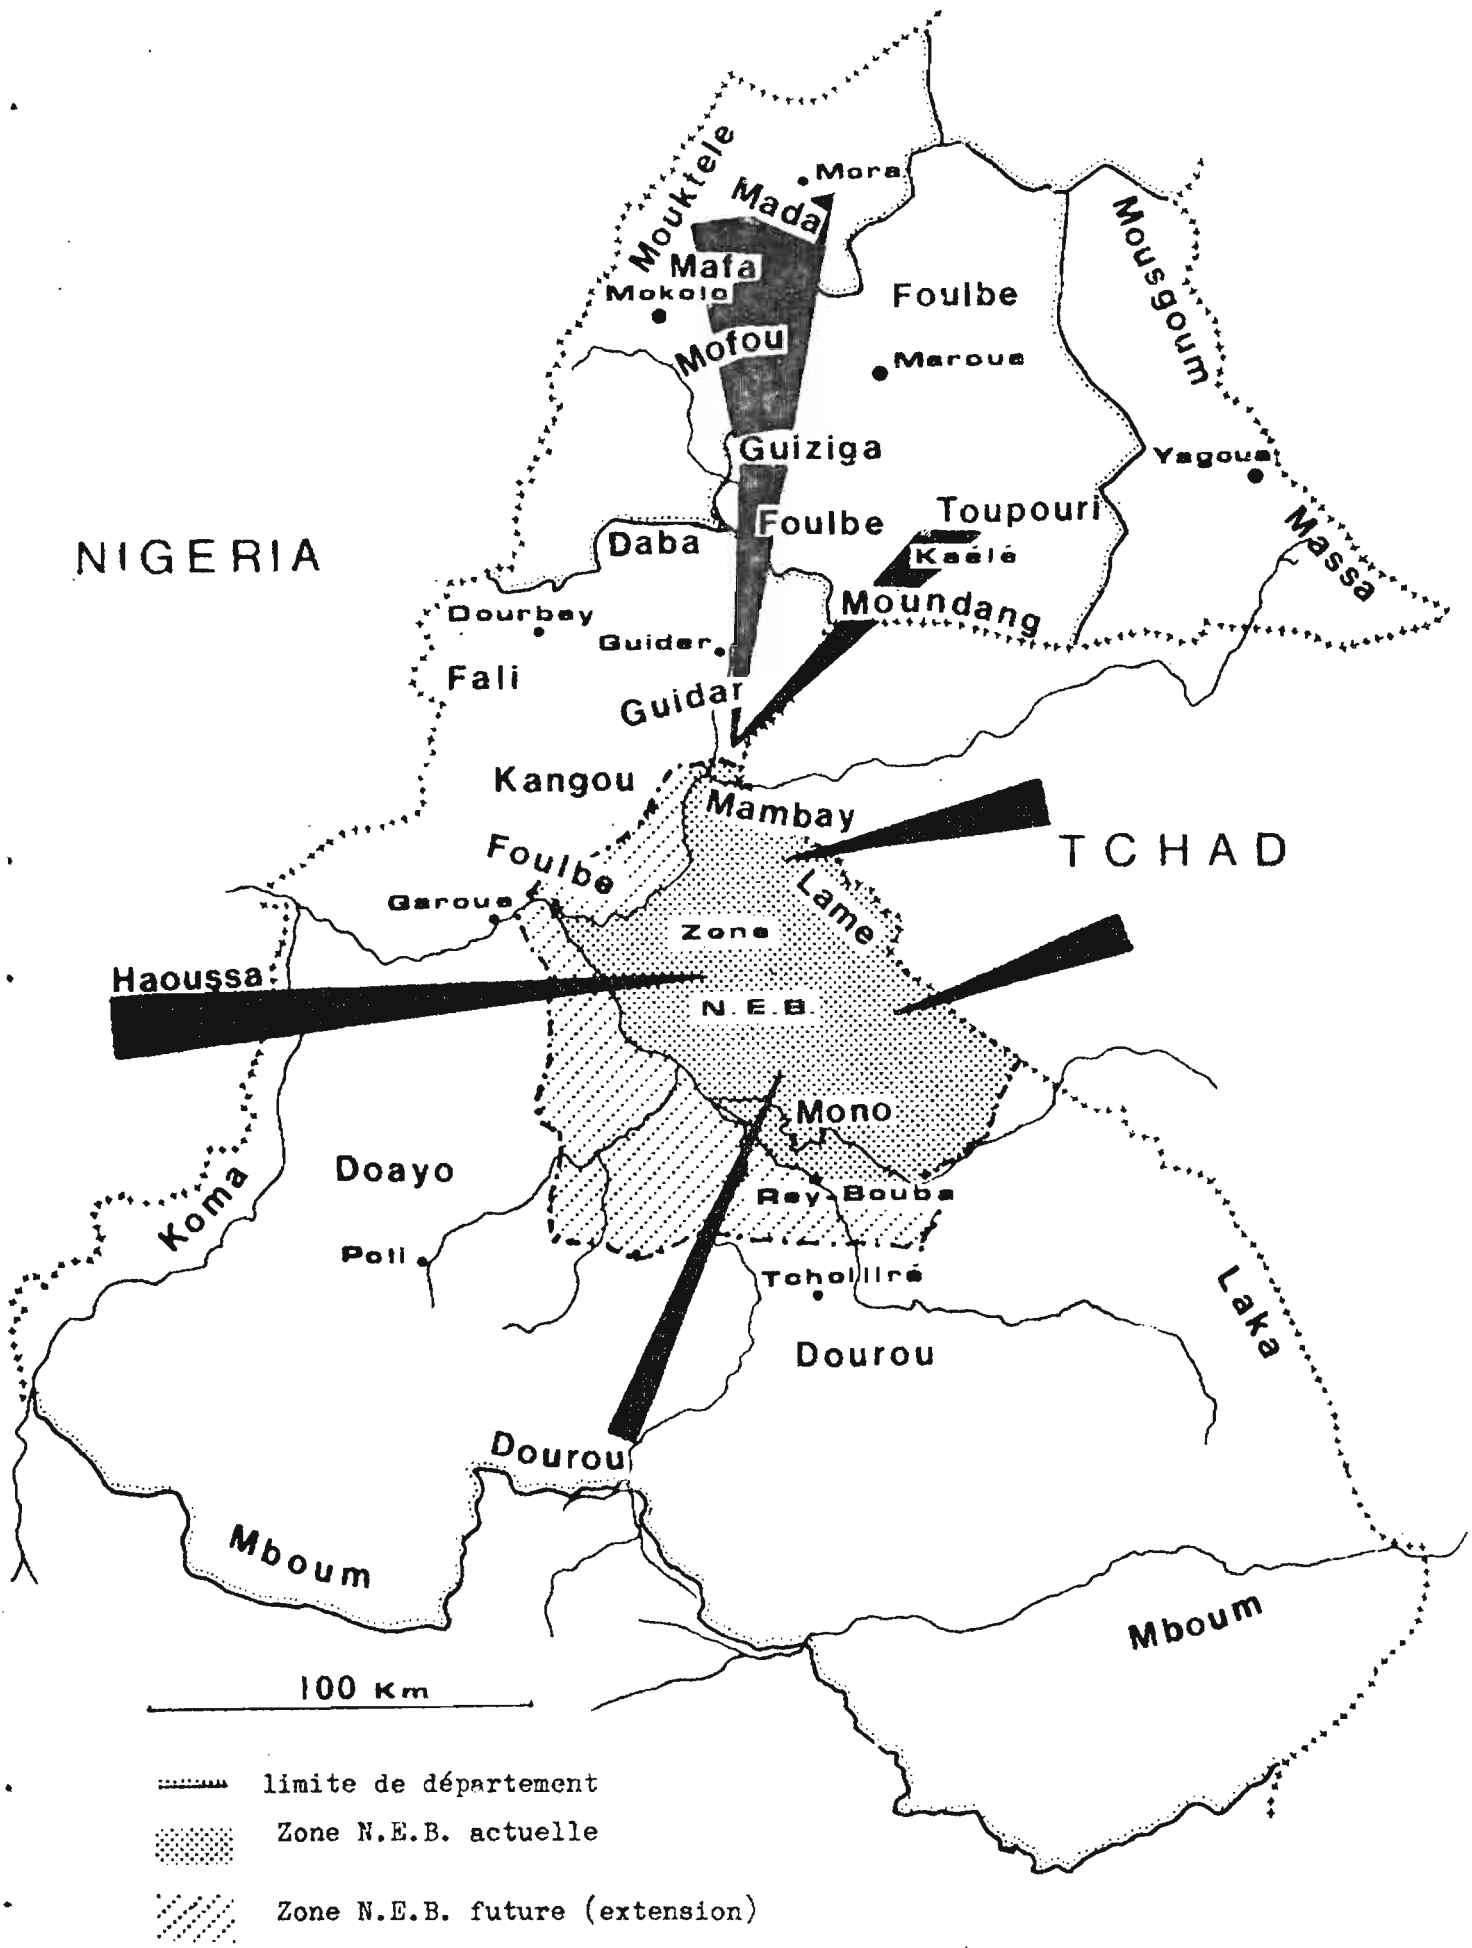 Mora
Mouktele
Mada
Mafa
Mokolo
Foulbe
Mousgoum
Mofou
Maroua
Guiziga
Yagoua
Toupouri
Foulbe
Massa
NIGERIA
Daba
Kaélé
Moundang
Dourbay
Guider
Fali
Guidar
Kangou
Mambay
TCHAD
Foulbe
Garoua
Lame
Zone
N.E.B.
Haoussa
Mono
Doayo
Koma
Ray-Bouba
Poli
Tcholliré
Laka
Dourou
Dourou
Mboum
Mboum
100 Km
limite de département
Zone N.E.B. actuelle
Zone N.E.B. future (extension)